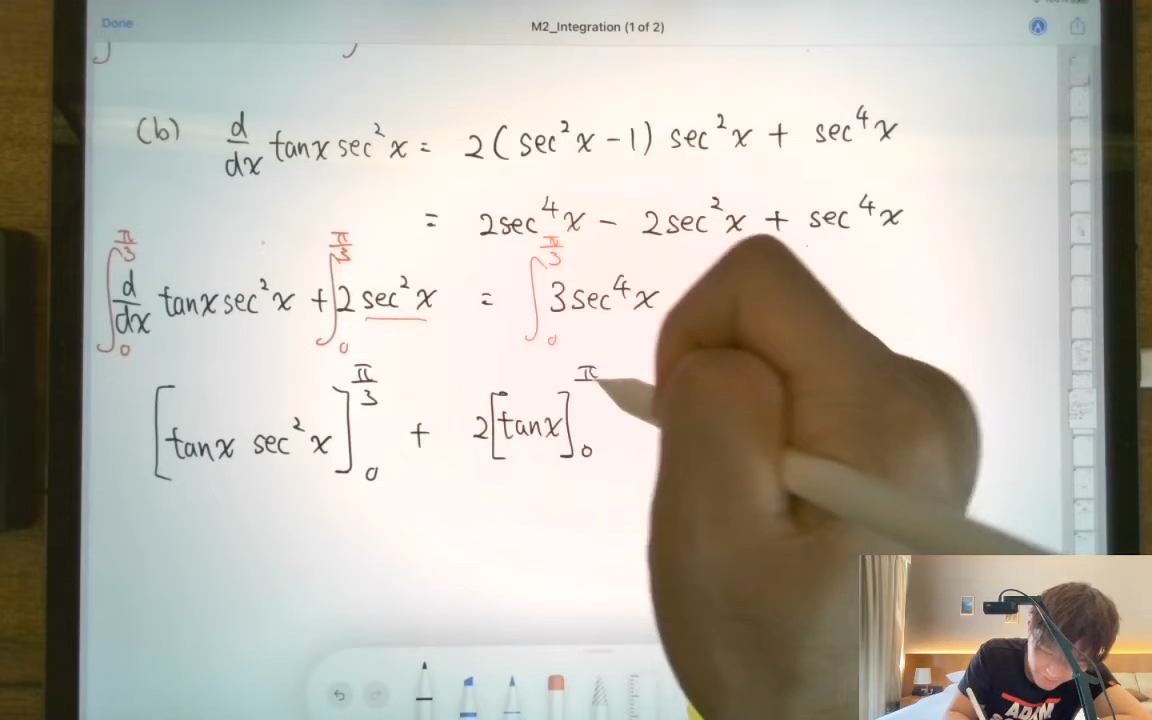 Done M2_Integration (1 of 2)
(b) d/dx tanx sec²x = 2(sec²x - 1) sec²x + sec⁴x
= 2sec⁴x - 2sec²x + sec⁴x
∫₀^(π/3) d/dx tanx sec²x + ∫₀^(π/3) 2 sec²x = ∫₀^(π/3) 3sec⁴x
[tanx sec²x]₀^(π/3) + 2[tanx]₀^π